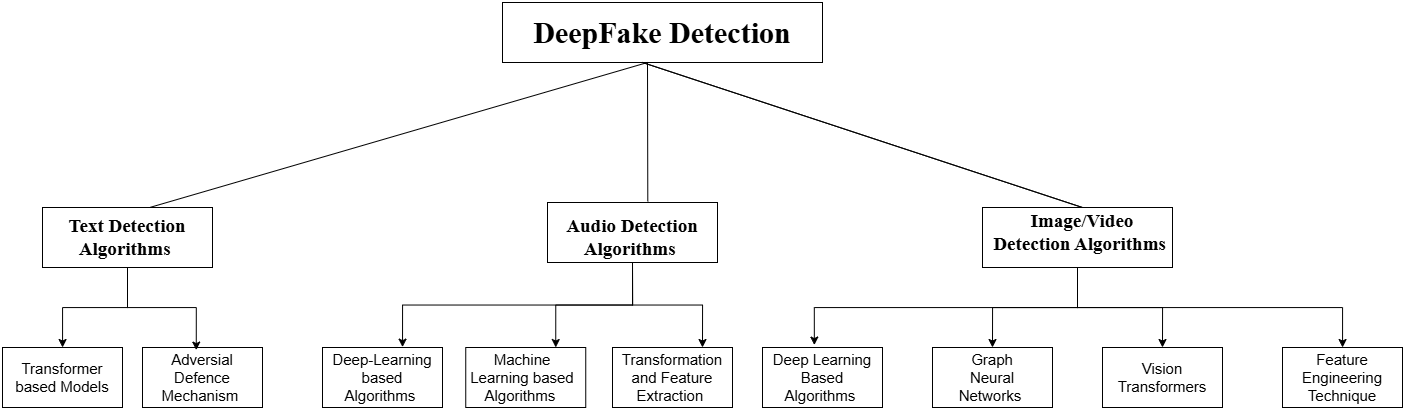 DeepFake Detection
Text Detection
Algorithms
Audio Detection
Algorithms
Image/Video
Detection Algorithms
Transformer
based Models
Adversial
Defence
Mechanism
Deep-Learning
based
Algorithms
Machine
Learning based
Algorithms
Transformation
and Feature
Extraction
Deep Learning
Based
Algorithms
Graph
Neural
Networks
Vision
Transformers
Feature
Engineering
Technique